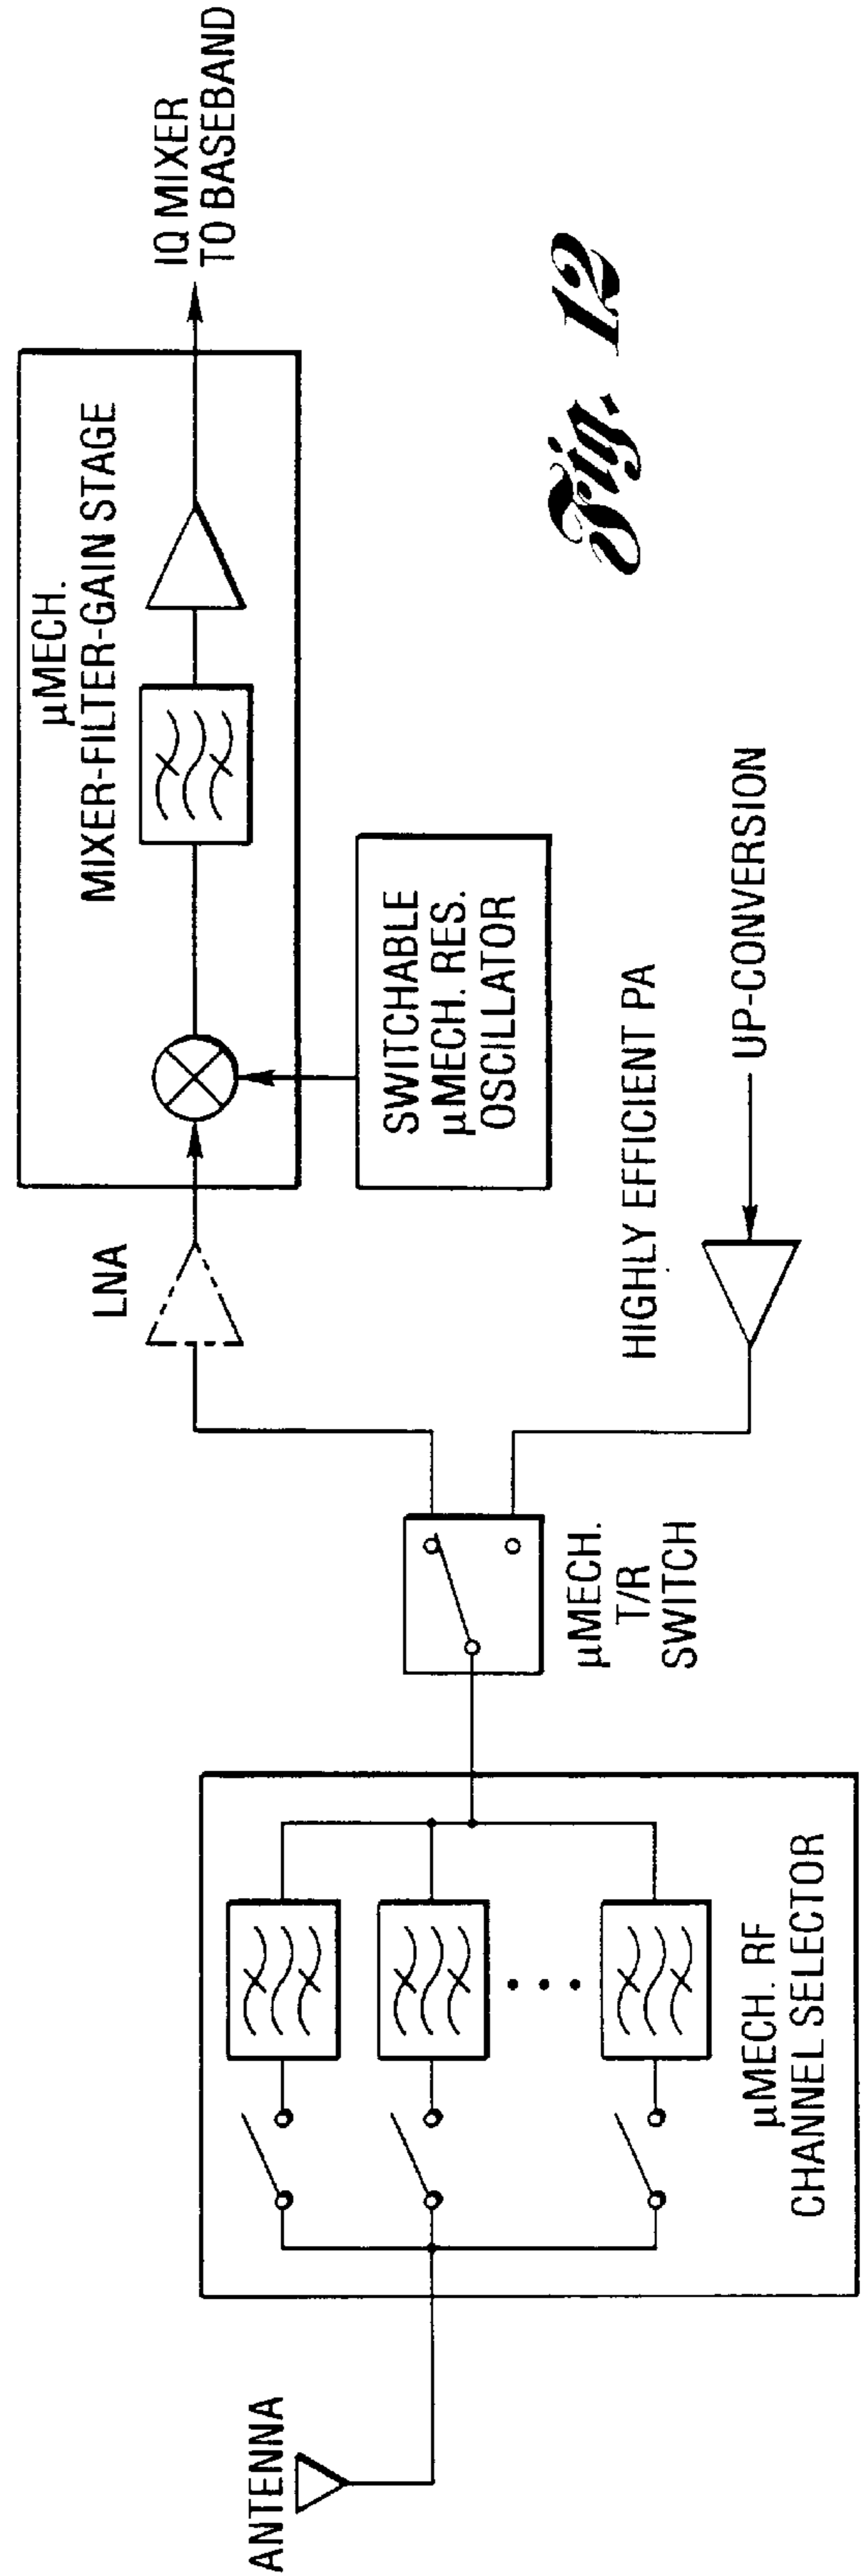 ANTENNA
µMECH. RF
CHANNEL SELECTOR
µMECH.
T/R
SWITCH
LNA
µMECH.
MIXER-FILTER-GAIN STAGE
SWITCHABLE
µMECH. RES.
OSCILLATOR
HIGHLY EFFICIENT PA
UP-CONVERSION
IQ MIXER
TO BASEBAND
Fig. 12